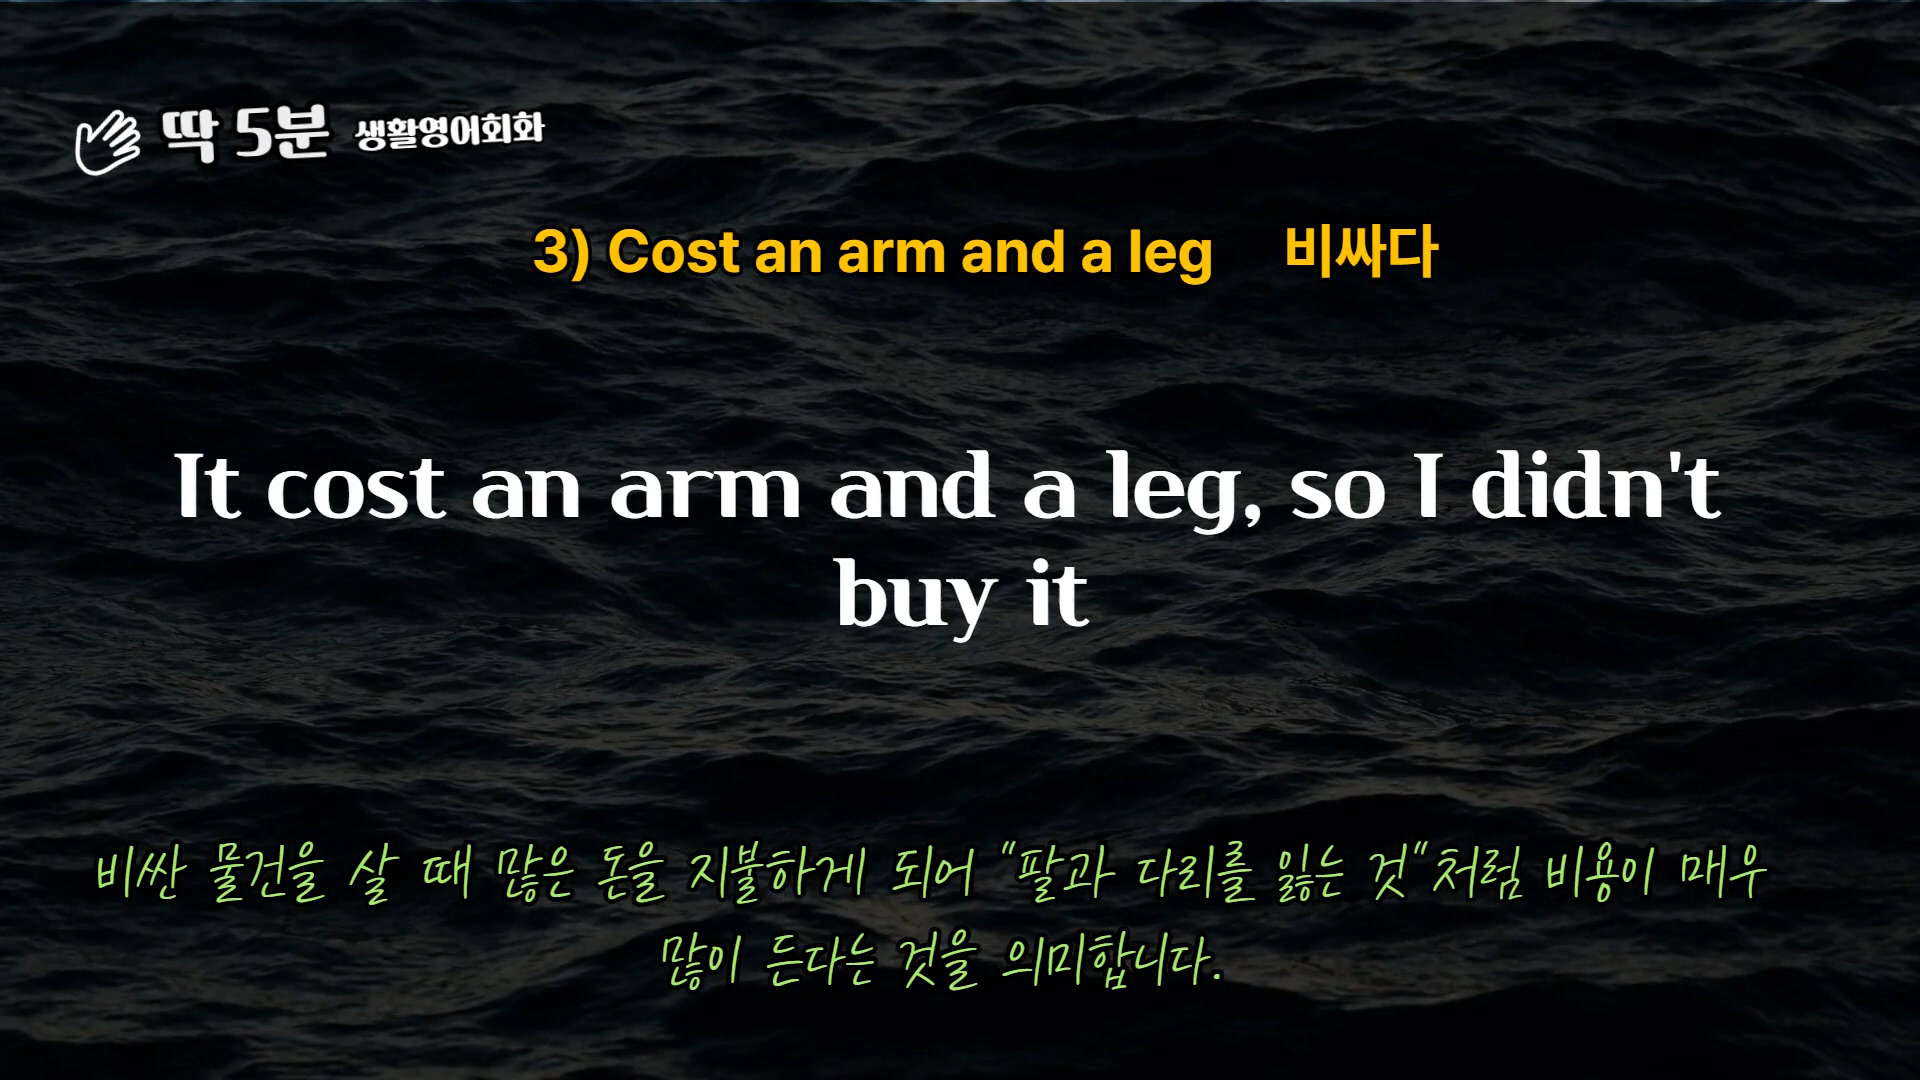 딱 5분 생활영어회화
3) Cost an arm and a leg 비싸다
It cost an arm and a leg, so I didn't
buy it
비싼 물건을 살 때 많은 돈을 지불하게 되어 "팔과 다리를 잃는 것"처럼 비용이 매우
많이 든다는 것을 의미합니다.